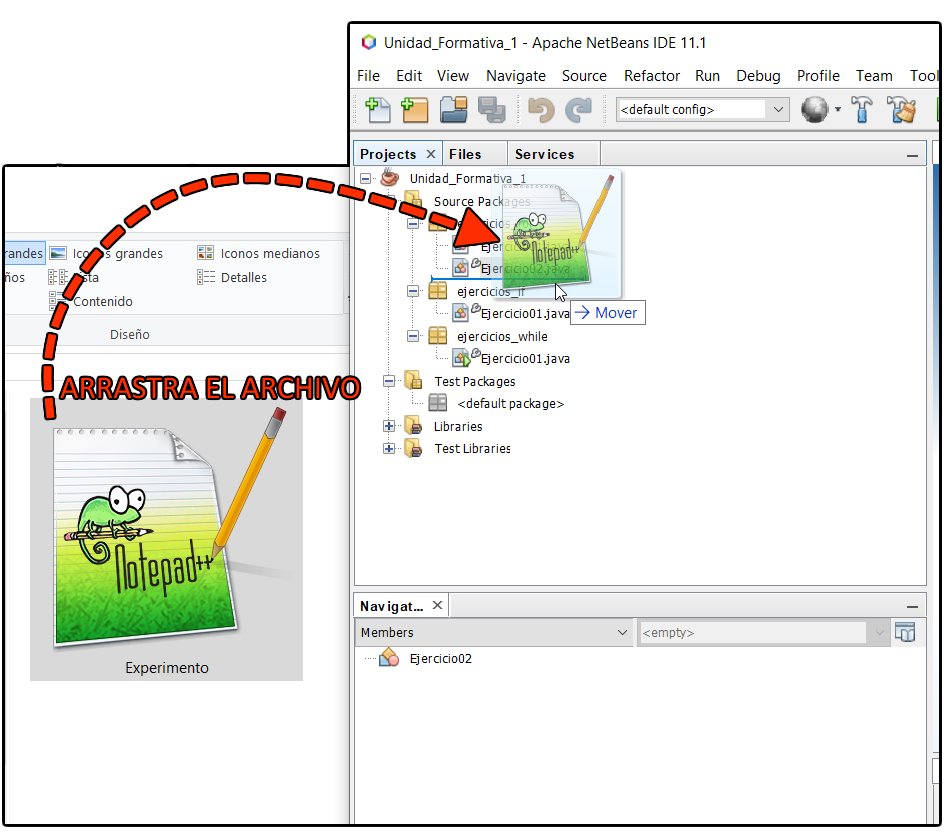 Unidad_Formativa_1 - Apache NetBeans IDE 11.1
File Edit View Navigate Source Refactor Run Debug Profile Team Tool
<default config>
Projects Files Services
Unidad_Formativa_1
Source Packages
Ejercicio02.java
ejercicios_if
Ejercicio01.java
Mover
ejercicios_while
Ejercicio01.java
Test Packages
<default package>
Libraries
Test Libraries
Notepad++
randes Iconos grandes Iconos medianos
ños Lista Detalles
Contenido
Diseño
ARRASTRA EL ARCHIVO
Notepad++
Experimento
Navigat...
Members <empty>
Ejercicio02